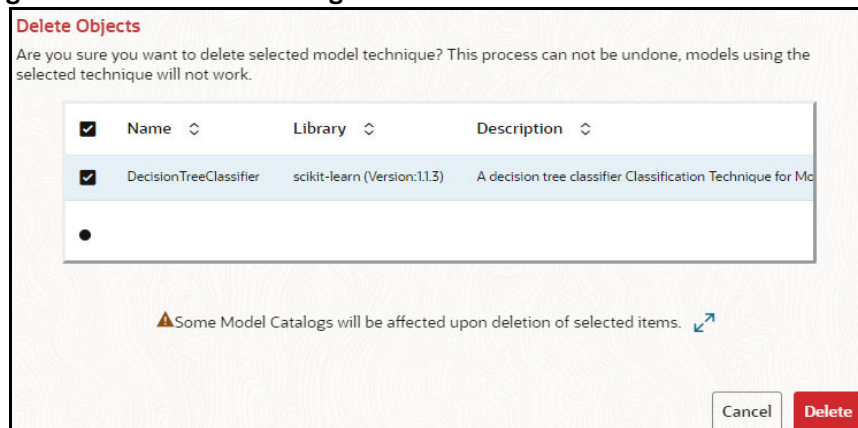 Delete Objects
Are you sure you want to delete selected model technique? This process can not be undone, models using the
selected technique will not work.
Name Library Description
DecisionTreeClassifier scikit-learn (Version:1.1.3) A decision tree classifier Classification Technique for Mo
Some Model Catalogs will be affected upon deletion of selected items.
Cancel Delete